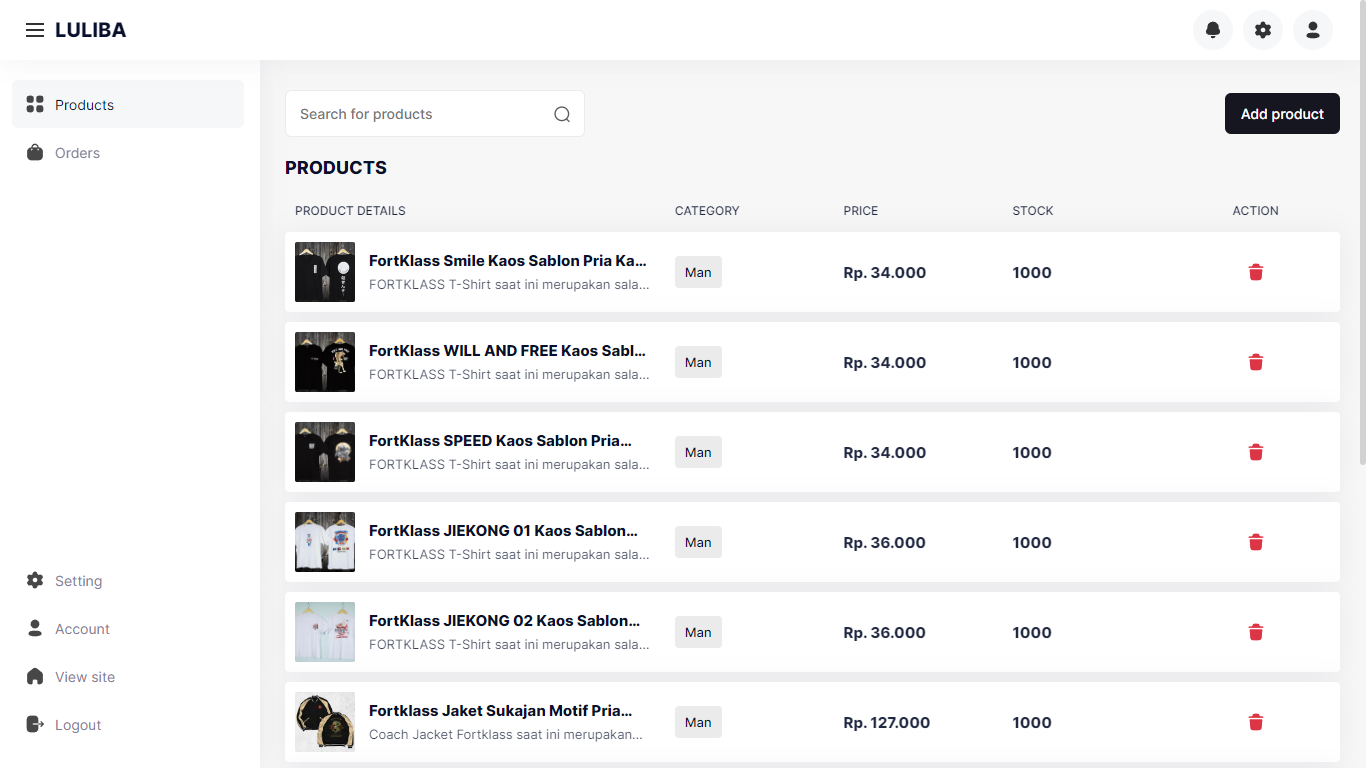 LULIBA
Products
Orders
Setting
Account
View site
Logout
Search for products
Add product
PRODUCTS
PRODUCT DETAILS CATEGORY PRICE STOCK ACTION
FortKlass Smile Kaos Sablon Pria Ka...
FORTKLASS T-Shirt saat ini merupakan sala...
Man Rp. 34.000 1000
FortKlass WILL AND FREE Kaos Sabl...
FORTKLASS T-Shirt saat ini merupakan sala...
Man Rp. 34.000 1000
FortKlass SPEED Kaos Sablon Pria...
FORTKLASS T-Shirt saat ini merupakan sala...
Man Rp. 34.000 1000
FortKlass JIEKONG 01 Kaos Sablon...
FORTKLASS T-Shirt saat ini merupakan sala...
Man Rp. 36.000 1000
FortKlass JIEKONG 02 Kaos Sablon...
FORTKLASS T-Shirt saat ini merupakan sala...
Man Rp. 36.000 1000
Fortklass Jaket Sukajan Motif Pria...
Coach Jacket Fortklass saat ini merupakan...
Man Rp. 127.000 1000